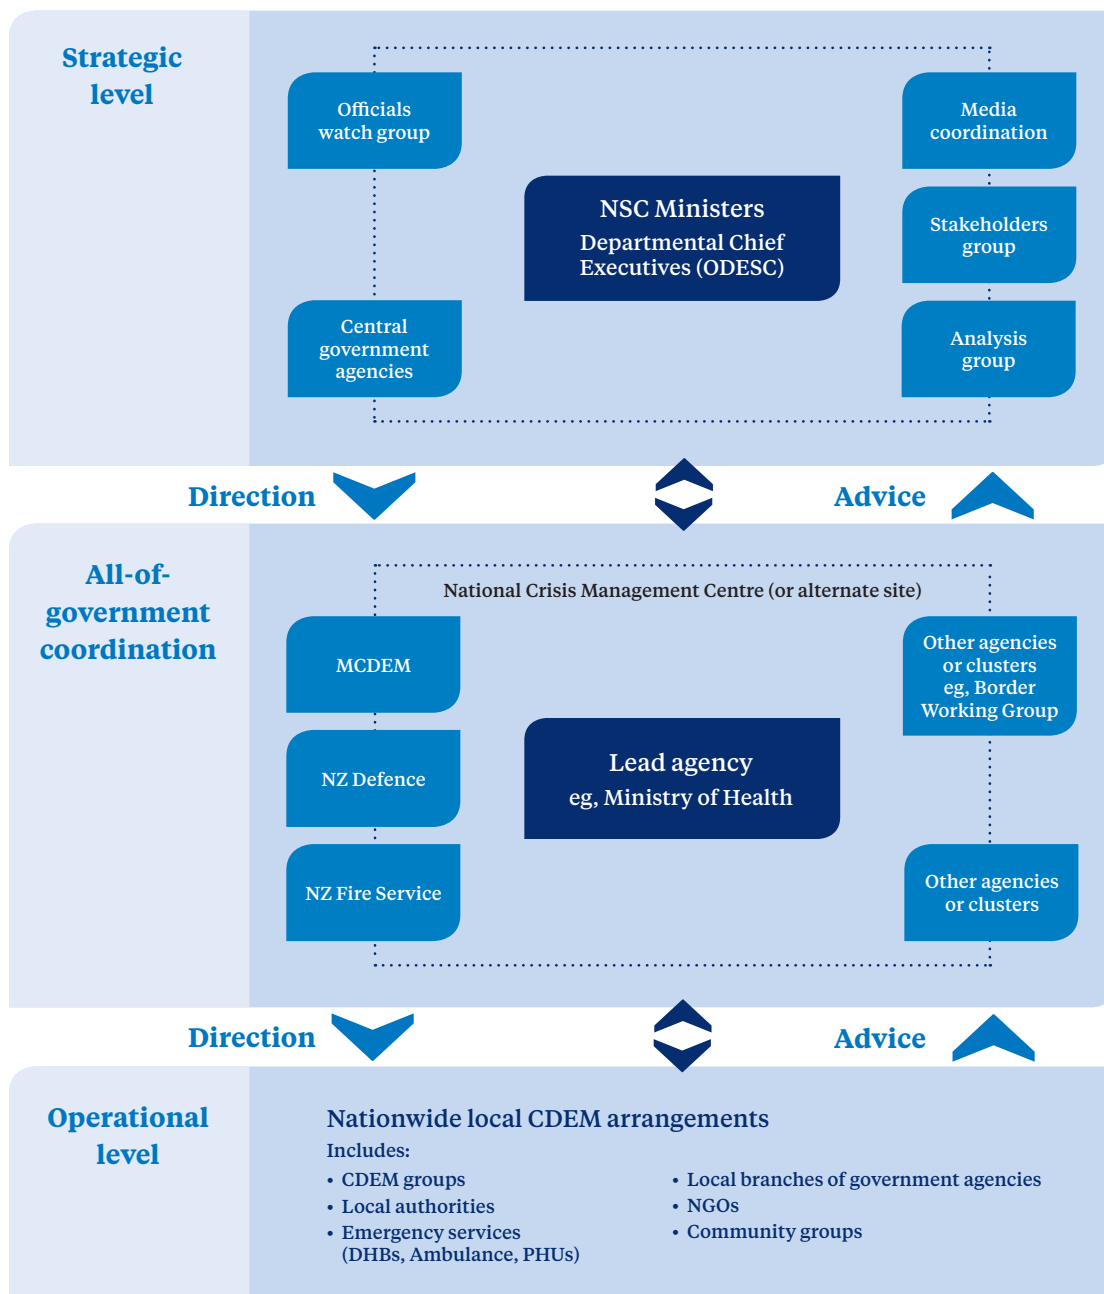 Strategic
level
Officials
watch group
Central
government
agencies
NSC Ministers
Departmental Chief
Executives (ODESC)
Media
coordination
Stakeholders
group
Analysis
group
Direction
Advice
All-of-
government
coordination
National Crisis Management Centre (or alternate site)
MCDEM
NZ Defence
NZ Fire Service
Lead agency
eg, Ministry of Health
Other agencies
or clusters
eg, Border
Working Group
Other agencies
or clusters
Direction
Advice
Operational
level
Nationwide local CDEM arrangements
Includes:
• CDEM groups
• Local authorities
• Emergency services
(DHBs, Ambulance, PHUs)
• Local branches of government agencies
• NGOs
• Community groups